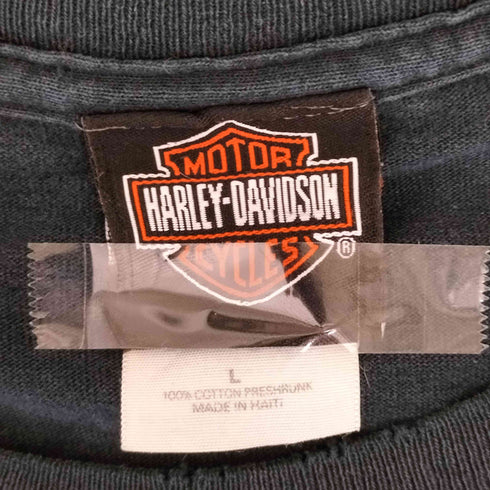 MOTOR
HARLEY-DAVIDSON
CYCLES
®
L
100% COTTON PRESHRUNK
MADE IN HAITI